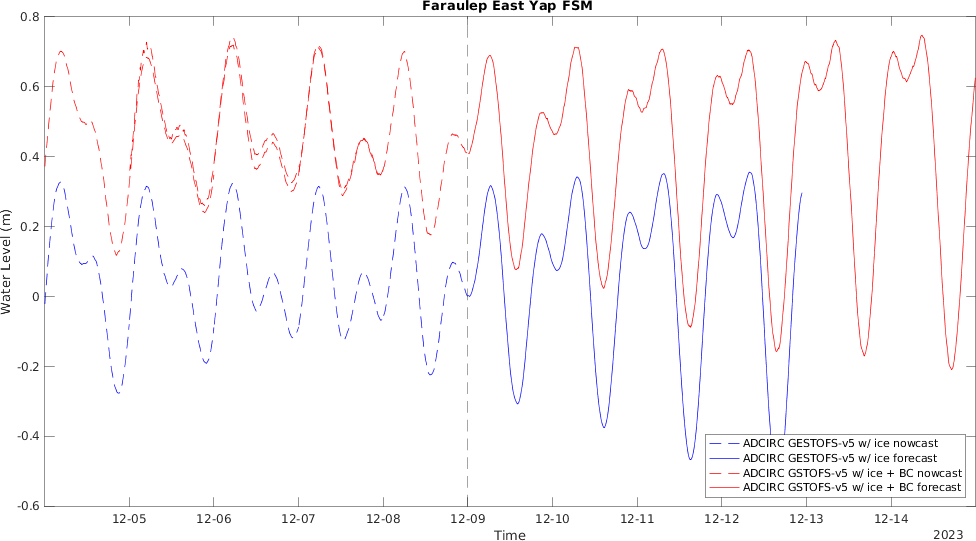 Faraulep East Yap FSM
0.8
0.6
0.4
0.2
0
-0.2
-0.4
-0.6
Water Level (m)
ADCIRC GESTOFS-v5 w/ ice nowcast
ADCIRC GESTOFS-v5 w/ ice forecast
ADCIRC GSTOFS-v5 w/ ice + BC nowcast
ADCIRC GSTOFS-v5 w/ ice + BC forecast
12-05 12-06 12-07 12-08 12-09 12-10 12-11 12-12 12-13 12-14
Time
2023